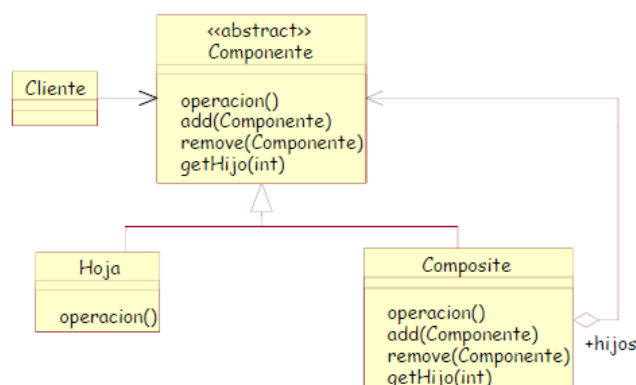 <<abstract>>
Componente
operacion()
add(Componente)
remove(Componente)
getHijo(int)
Cliente
Hoja
operacion()
Composite
operacion()
add(Componente)
remove(Componente)
getHijo(int)
+hijos